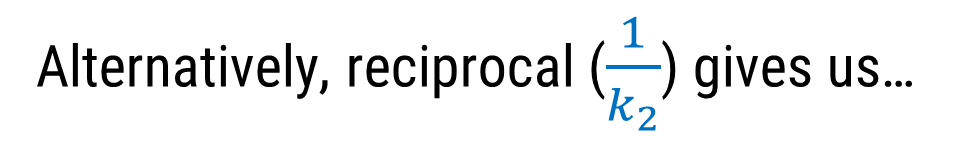 Alternatively, reciprocal (1/k₂) gives us…